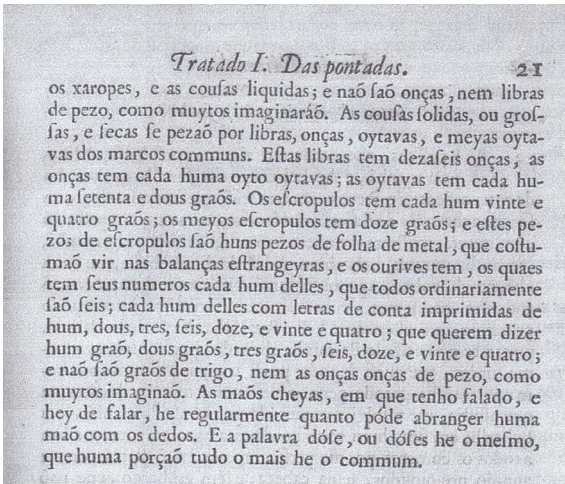 Tratado I. Das pontadas. 21
os xaropes, e as couſas liquidas; e naõ ſaõ onças, nem libras
de pezo, como muytos imaginaráõ. As couſas ſolidas, ou groſ-
ſas, e ſecas ſe pezaõ por libras, onças, oytavas, e meyas oyta-
vas dos marcos communs. Eſtas libras tem dezaſeis onças, as
onças tem cada huma oyto oytavas; as oytavas tem cada hu-
ma ſetenta e dous graõs. Os eſcropulos tem cada hum vinte e
quatro graõs; os meyos eſcropulos tem doze graõs; e eſtes pe-
zos de eſcropulos ſaõ huns pezos de folha de metal, que coſtu-
maõ vir nas balanças eſtrangeyras, e os ourives tem, os quaes
tem ſeus numeros cada hum delles, que todos ordinariamente
ſaõ ſeis; cada hum delles com letras de conta imprimidas de
hum, dous, tres, ſeis, doze, e vinte e quatro; que querem dizer
hum graõ, dous graõs, tres graõs, ſeis, doze, e vinte e quatro;
e naõ ſaõ graõs de trigo, nem as onças onças de pezo, como
muytos imaginaõ. As maõs cheyas, em que tenho falado, e
hey de falar, he regularmente quanto póde abranger huma
maõ com os dedos. E a palavra dóſe, ou dóſes he o meſmo,
que huma porçaõ tudo o mais he o commum.